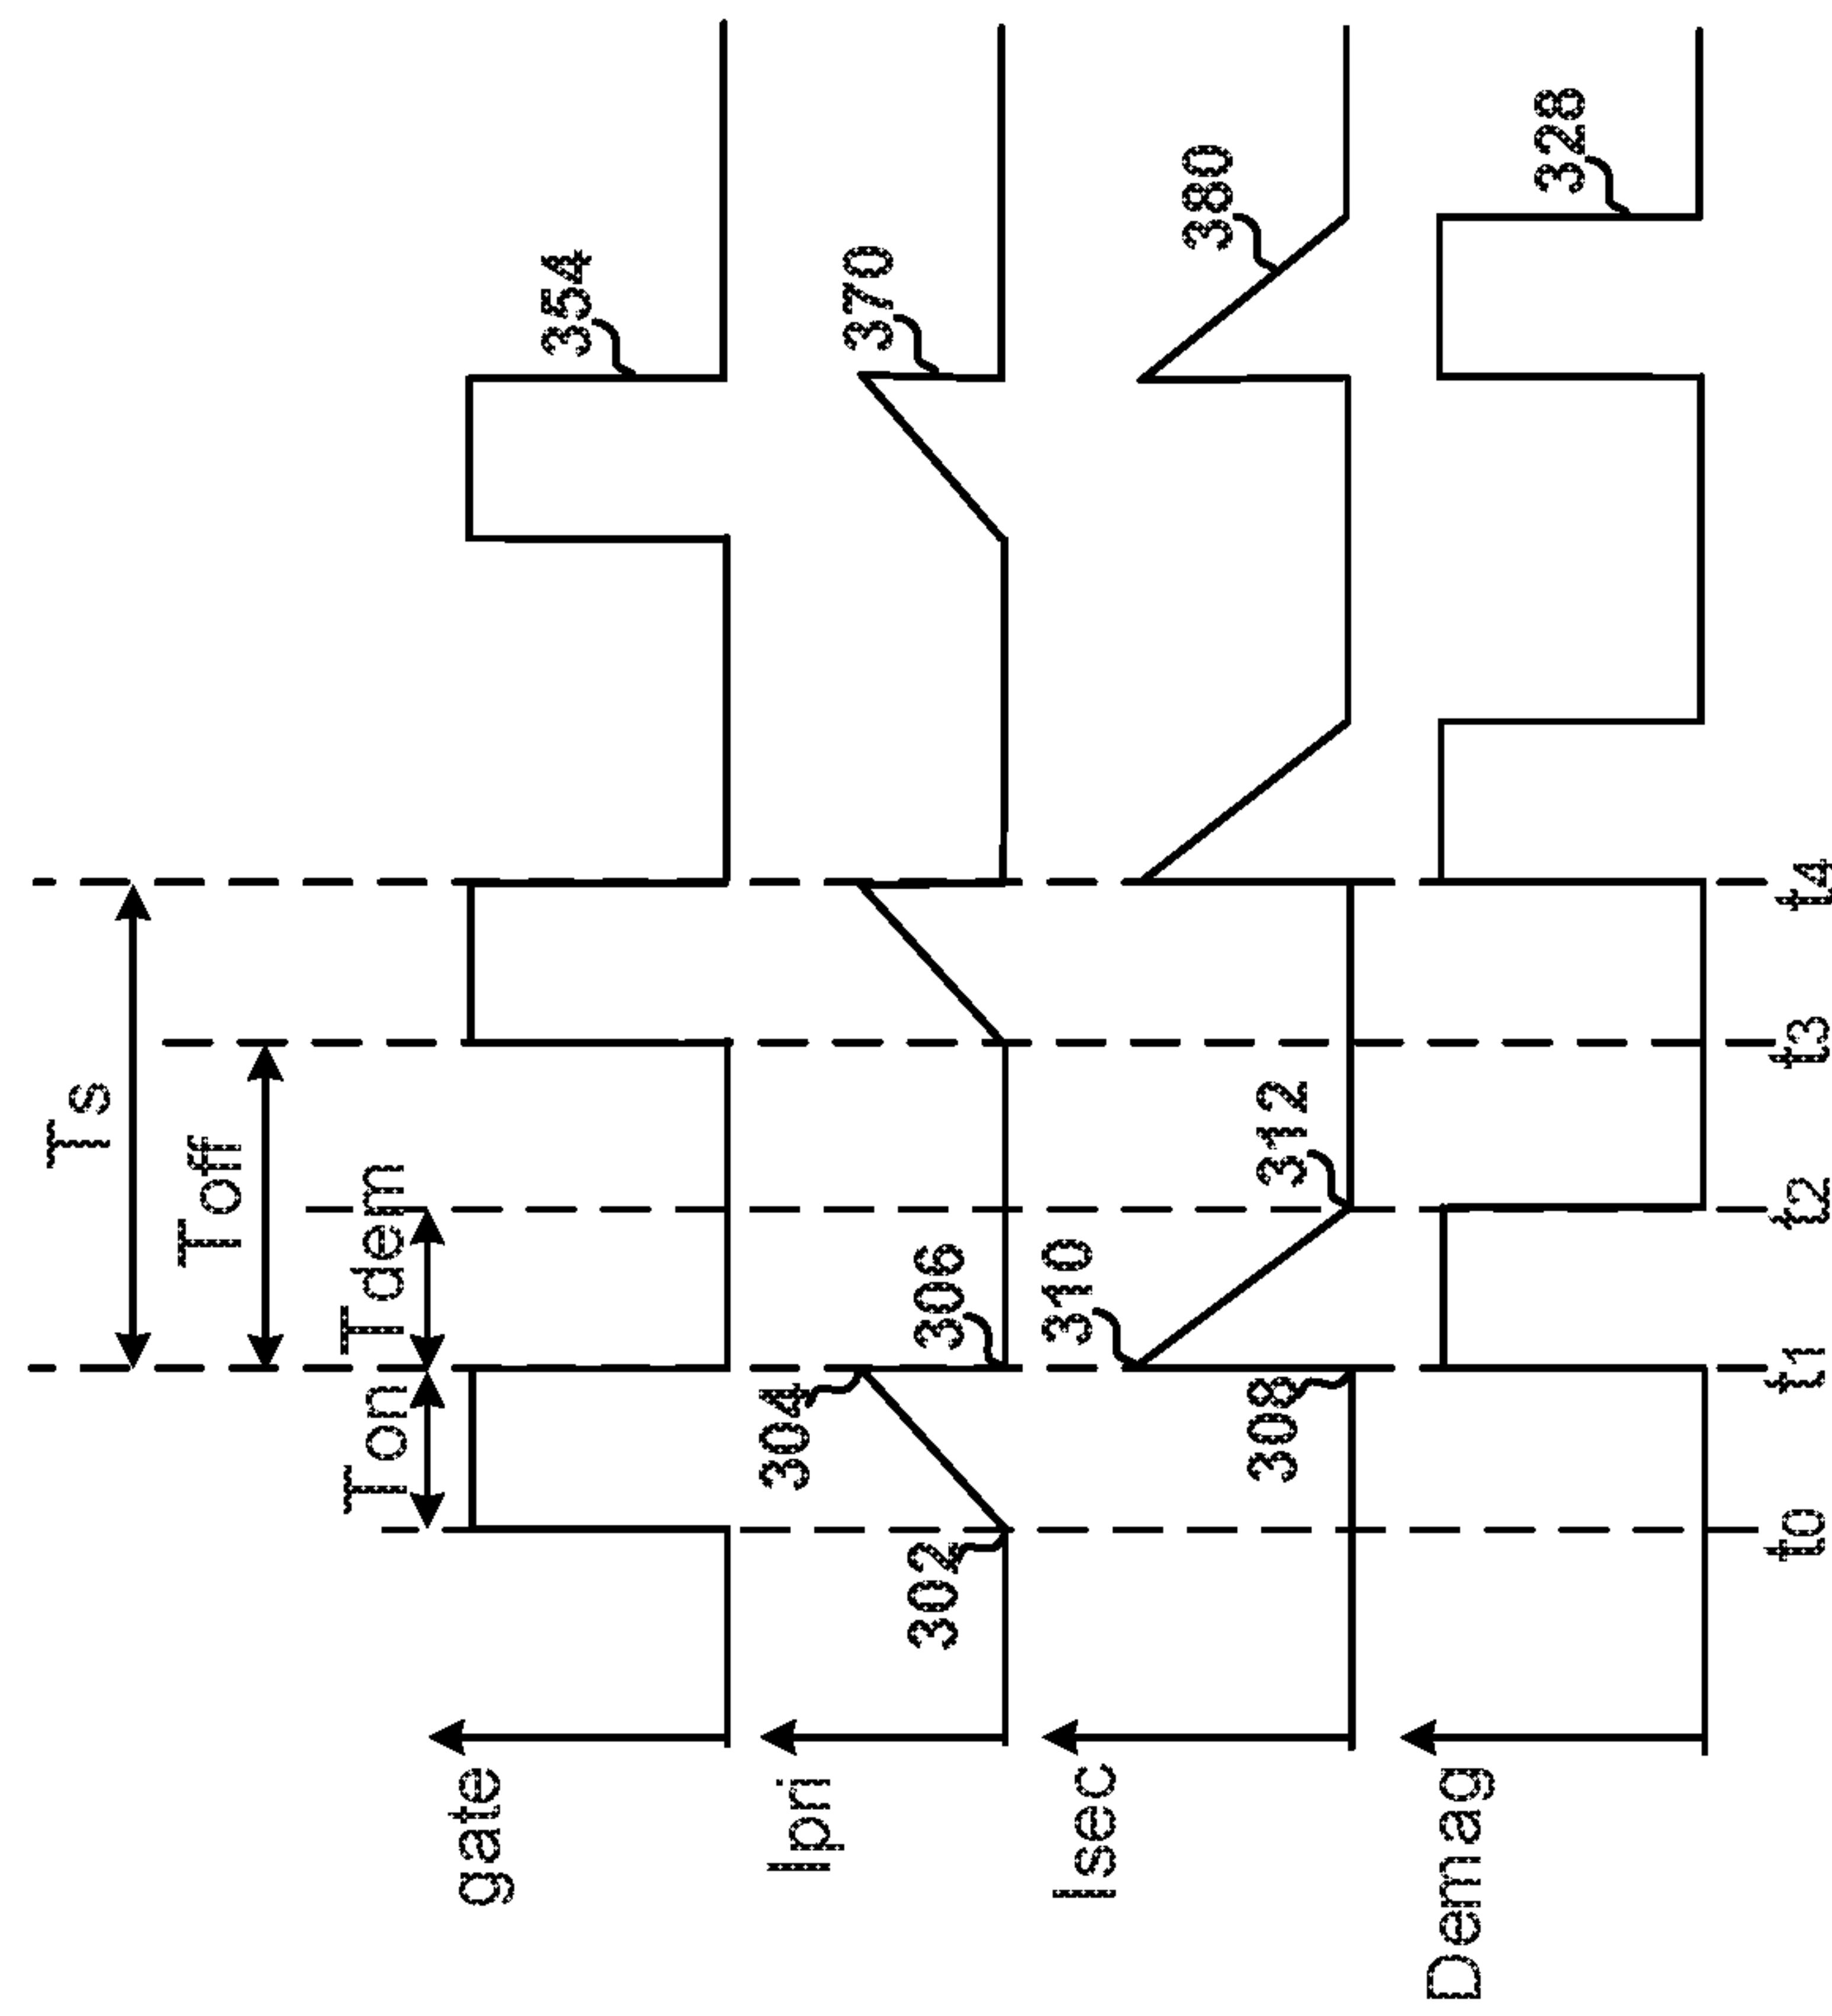 Ts
Toff
Ton
Tdem
gate
354
Ipri
302
304
306
370
Isec
308
310
312
380
Demag
328
t0
t1
t2
t3
t4